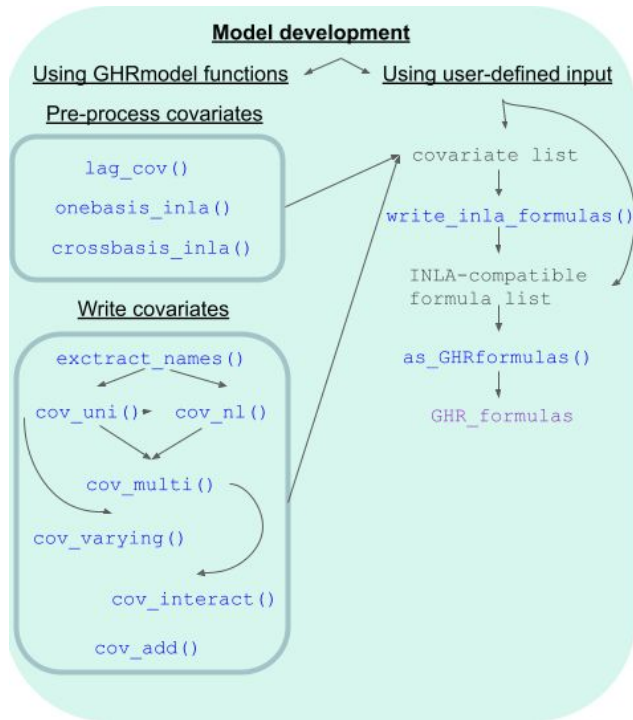 Model development
Using GHRmodel functions
Using user-defined input
Pre-process covariates
lag_cov()
onebasis_inla()
crossbasis_inla()
Write covariates
exctract_names()
cov_uni()
cov_nl()
cov_multi()
cov_varying()
cov_interact()
cov_add()
covariate list
write_inla_formulas()
INLA-compatible
formula list
as_GHRformulas()
GHR_formulas